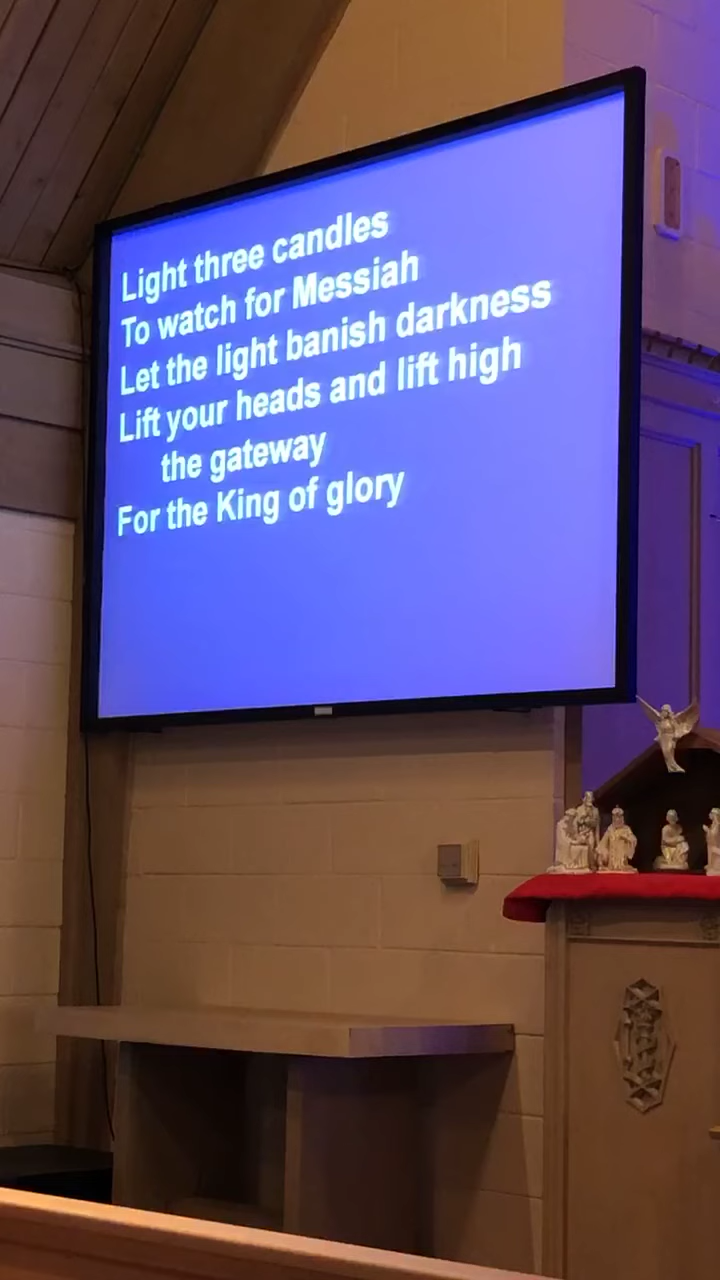 Light three candles
To watch for Messiah
Let the light banish darkness
Lift your heads and lift high
the gateway
For the King of glory